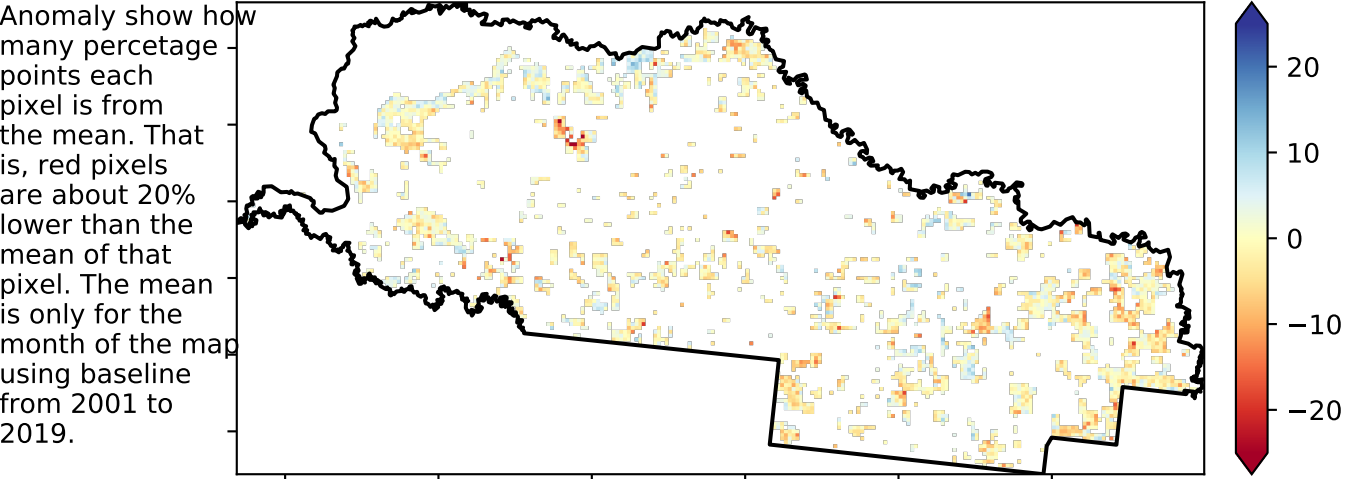 Anomaly show how
many percetage
points each
pixel is from
the mean. That
is, red pixels
are about 20%
lower than the
mean of that
pixel. The mean
is only for the
month of the map
using baseline
from 2001 to
2019.
20
10
0
−10
−20